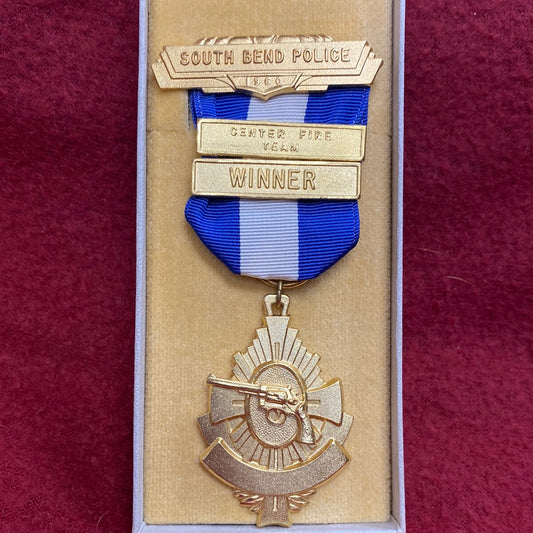 SOUTH BEND POLICE
1960
CENTER FIRE
TEAM
WINNER